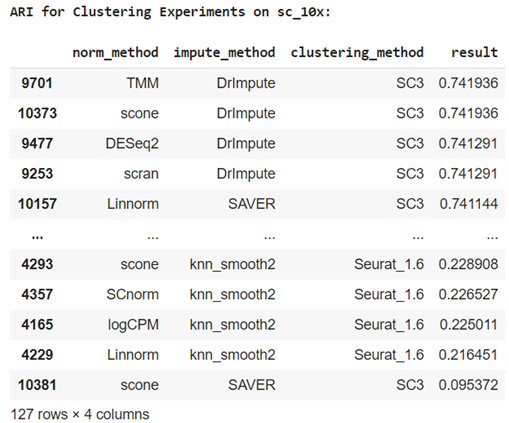 ARI for Clustering Experiments on sc_10x:
norm_method impute_method clustering_method result
9701 TMM DrImpute SC3 0.741936
10373 scone DrImpute SC3 0.741936
9477 DESeq2 DrImpute SC3 0.741291
9253 scran DrImpute SC3 0.741291
10157 Linnorm SAVER SC3 0.741144
... ... ... ... ...
4293 scone knn_smooth2 Seurat_1.6 0.228908
4357 SCnorm knn_smooth2 Seurat_1.6 0.226527
4165 logCPM knn_smooth2 Seurat_1.6 0.225011
4229 Linnorm knn_smooth2 Seurat_1.6 0.216451
10381 scone SAVER SC3 0.095372
127 rows × 4 columns